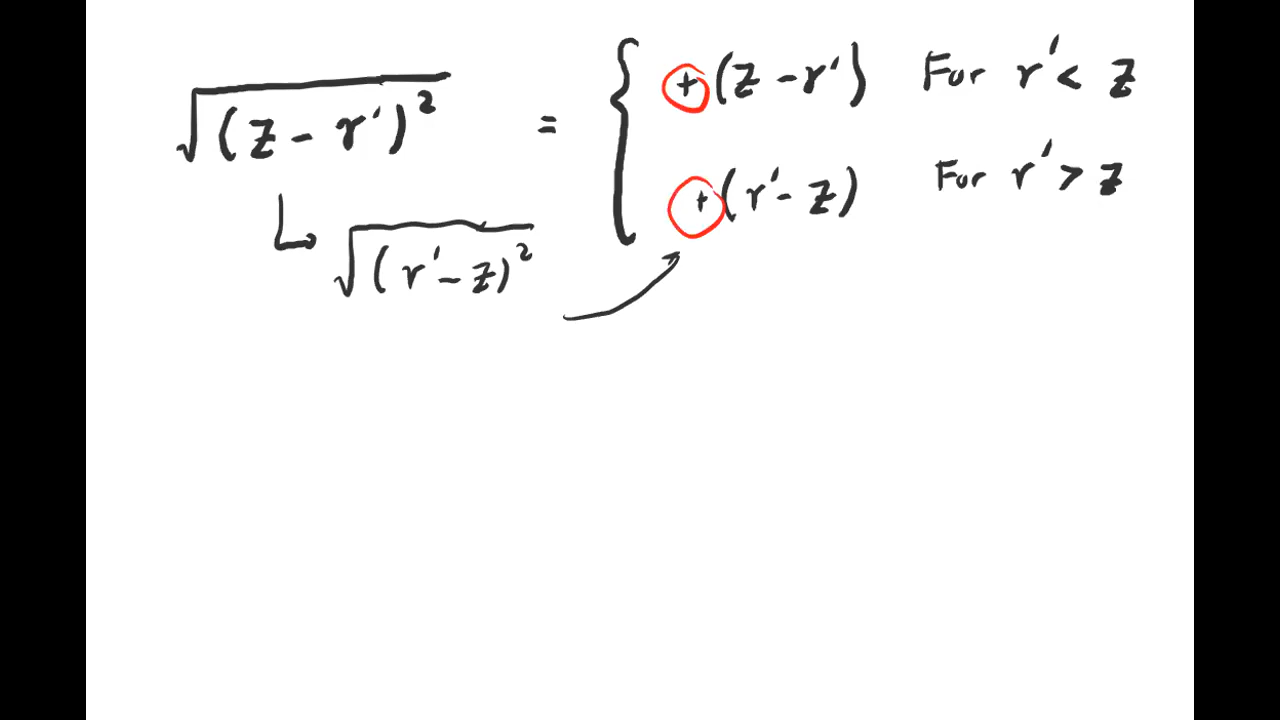 √(z - r')² = { +(z - r') For r' < z
+(r' - z) For r' > z
↳ √(r' - z)²